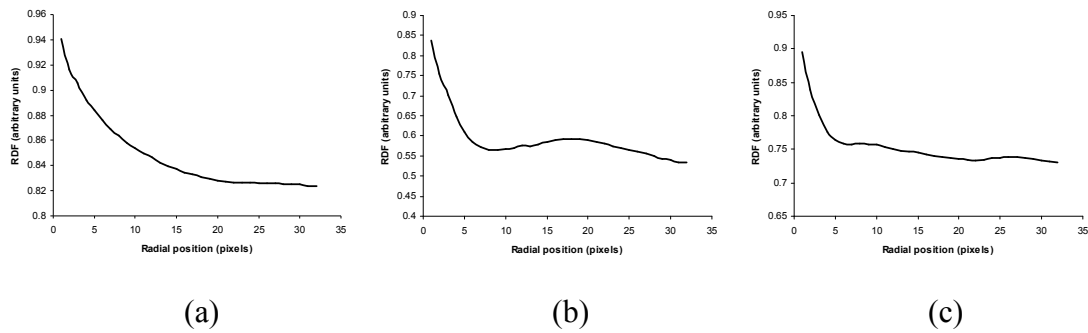 RDF (arbitrary units)
0.96
0.94
0.92
0.9
0.88
0.86
0.84
0.82
0.8
0 5 10 15 20 25 30 35
Radial position (pixels)
(a)
RDF (arbitrary units)
0.9
0.85
0.8
0.75
0.7
0.65
0.6
0.55
0.5
0.45
0.4
0 5 10 15 20 25 30 35
Radial position (pixels)
(b)
RDF (arbitrary units)
0.95
0.9
0.85
0.8
0.75
0.7
0.65
0 5 10 15 20 25 30 35
Radial position (pixels)
(c)